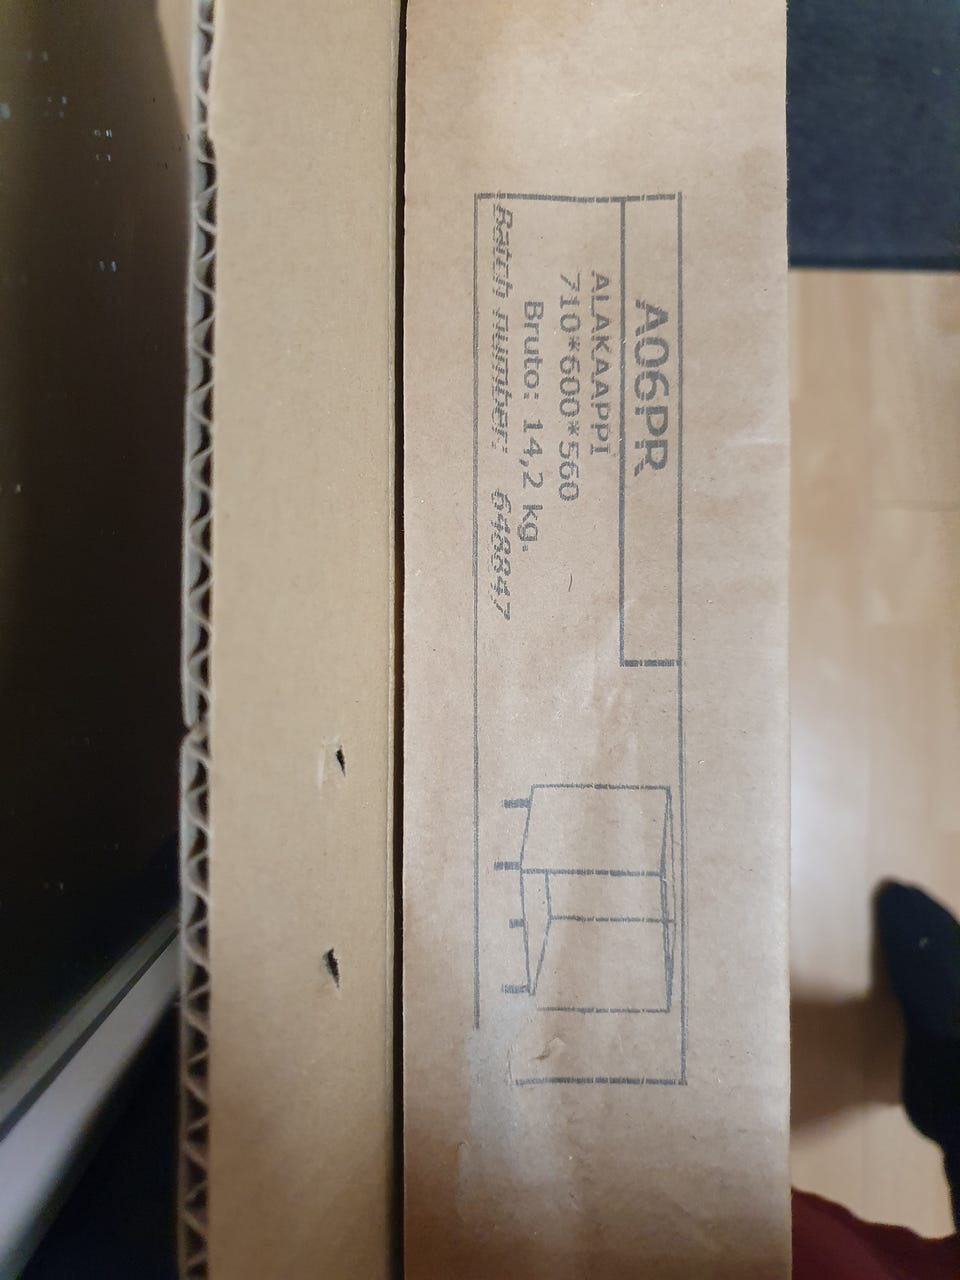 A06PR
ALAKAAPPI
710*600*560
Bruto: 14,2 kg.
Batch number: 648847